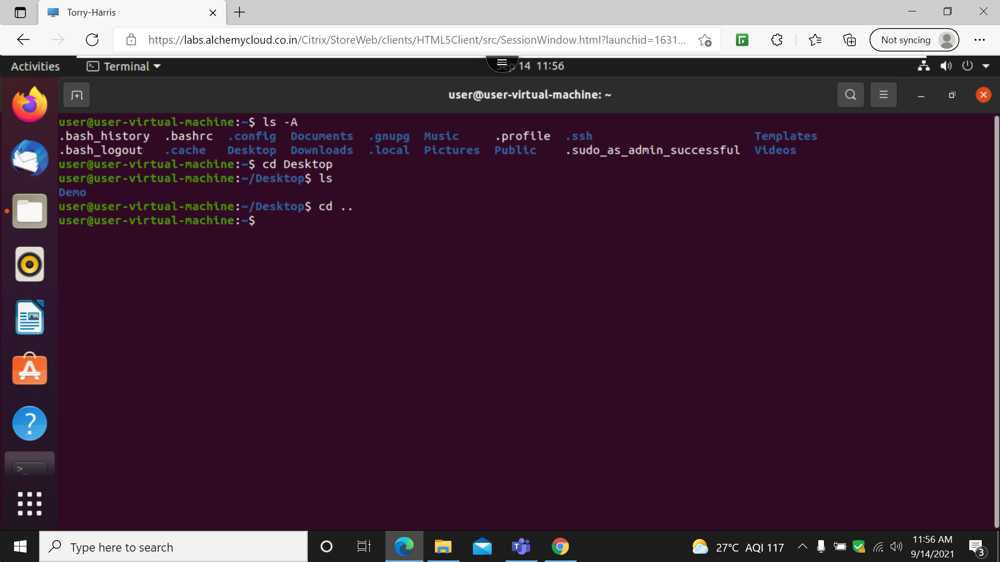 Torry-Harris
https://labs.alchemycloud.co.in/Citrix/StoreWeb/clients/HTML5Client/src/SessionWindow.html?launchid=1631...
Not syncing
Activities
Terminal
Sep 14 11:56
user@user-virtual-machine: ~
user@user-virtual-machine:~$ ls -A
.bash_history .bashrc .config Documents .gnupg Music .profile .ssh Templates
.bash_logout .cache Desktop Downloads .local Pictures Public .sudo_as_admin_successful Videos
user@user-virtual-machine:~$ cd Desktop
user@user-virtual-machine:~/Desktop$ ls
Demo
user@user-virtual-machine:~/Desktop$ cd ..
user@user-virtual-machine:~$
Type here to search
27°C AQI 117
11:56 AM
9/14/2021
3